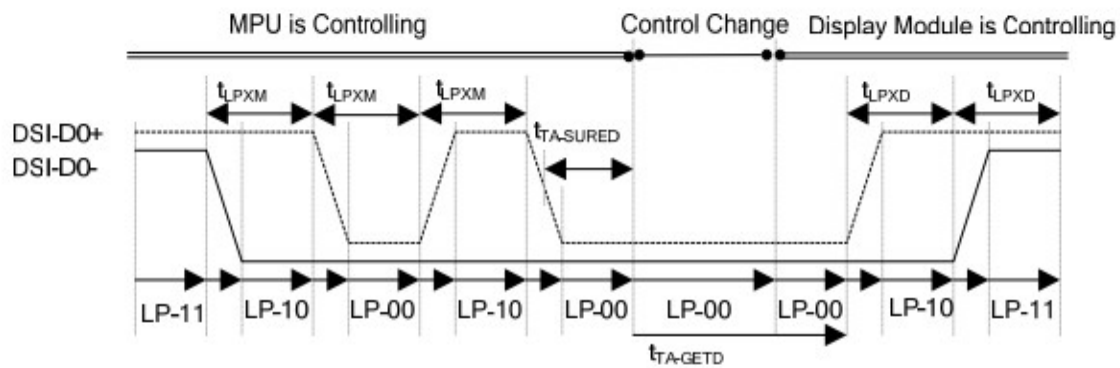 MPU is Controlling Control Change Display Module is Controlling
tLPXM tLPXM tLPXM tLPXD tLPXD
DSI-D0+
tTA-SURED
DSI-D0-
LP-11 LP-10 LP-00 LP-10 LP-00 LP-00 LP-00 LP-10 LP-11
tTA-GETD